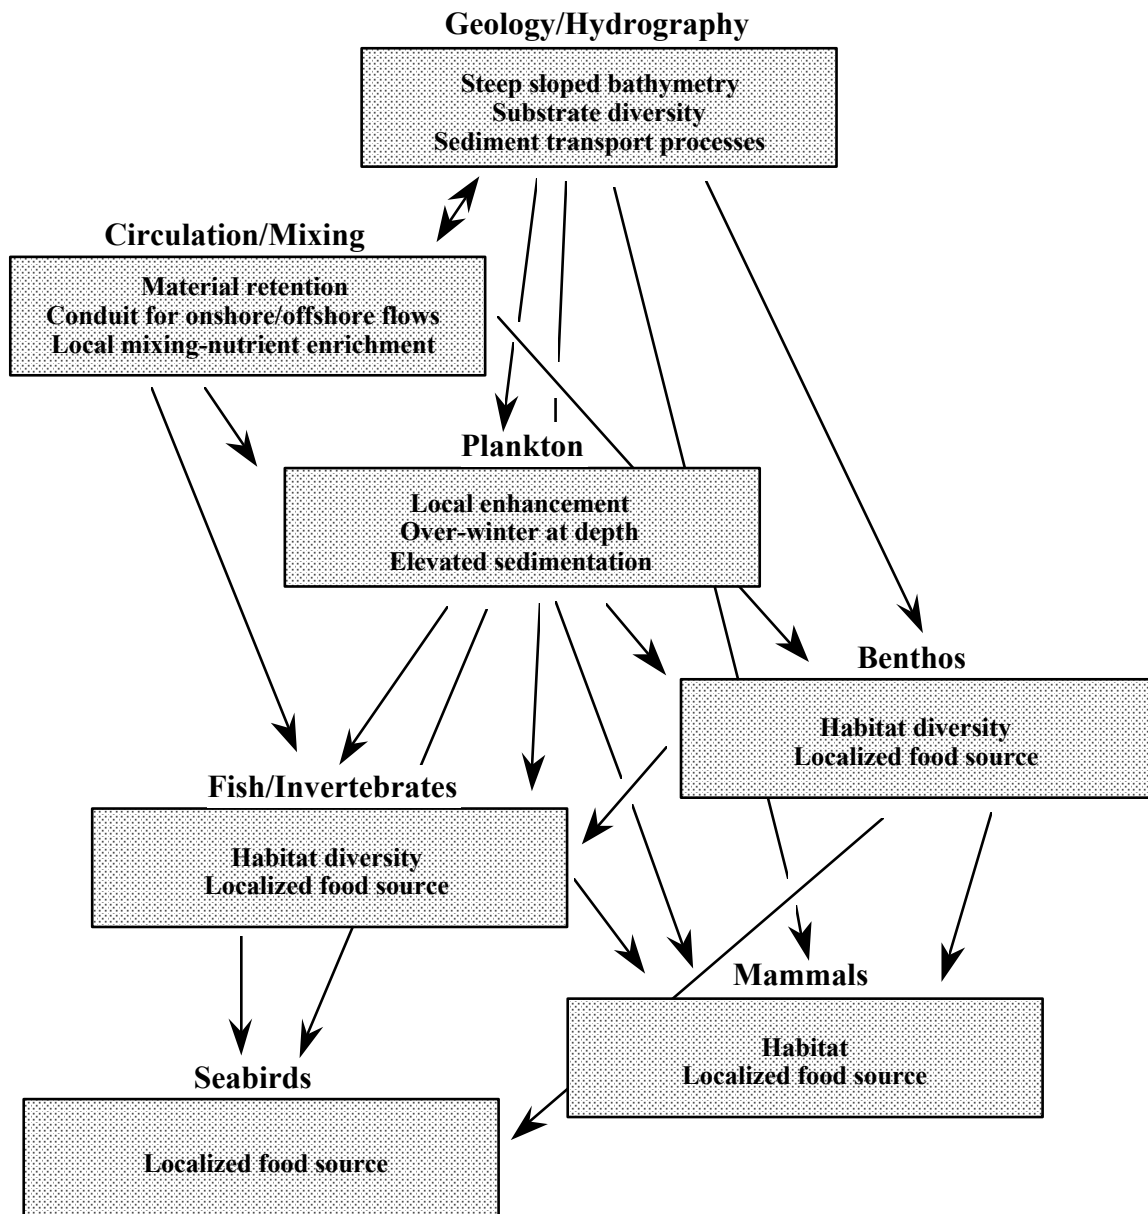 Geology/Hydrography
Steep sloped bathymetry
Substrate diversity
Sediment transport processes
Circulation/Mixing
Material retention
Conduit for onshore/offshore flows
Local mixing-nutrient enrichment
Plankton
Local enhancement
Over-winter at depth
Elevated sedimentation
Benthos
Habitat diversity
Localized food source
Fish/Invertebrates
Habitat diversity
Localized food source
Mammals
Habitat
Localized food source
Seabirds
Localized food source